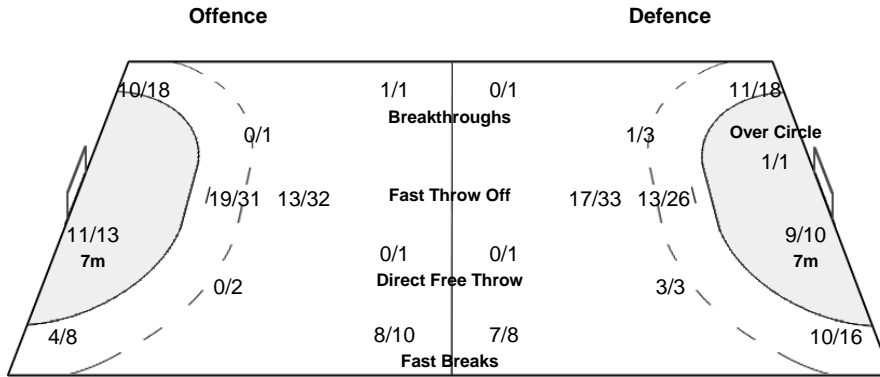 Offence Defence
10/18 1/1 0/1 11/18
Breakthroughs
0/1 1/3 Over Circle
1/1
19/31 13/32 Fast Throw Off 17/33 13/26
11/13 9/10
7m 0/1 0/1 7m
Direct Free Throw
0/2 3/3
4/8 8/10 7/8 10/16
Fast Breaks